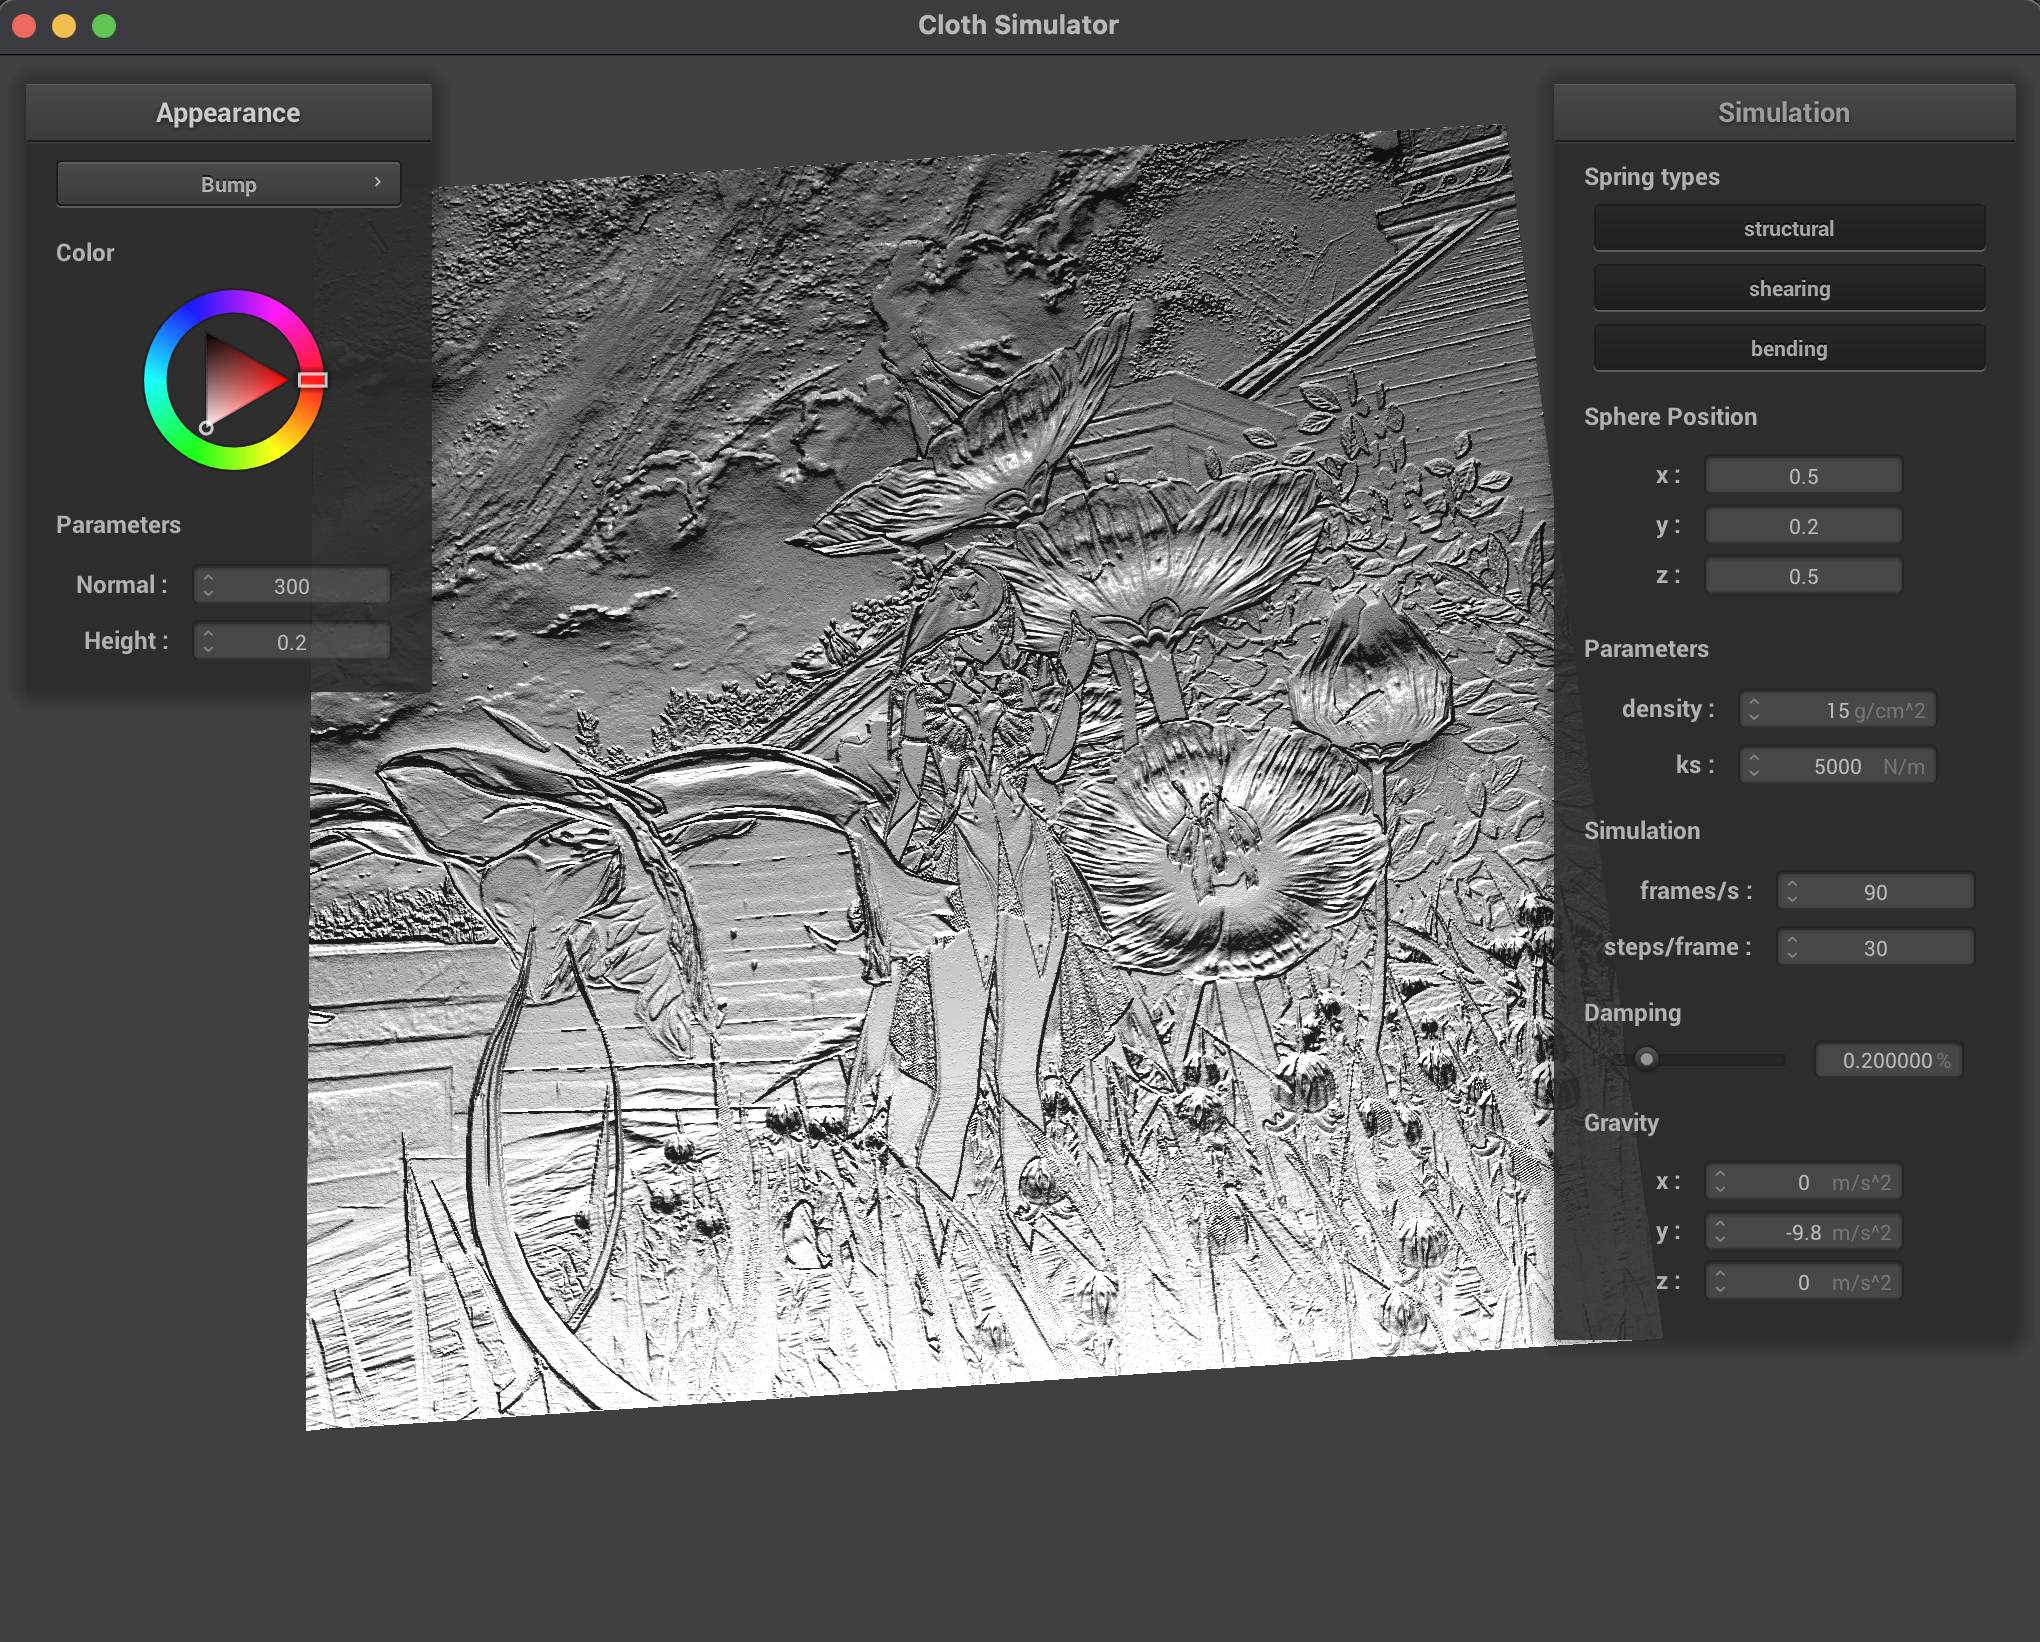 Cloth Simulator
Appearance
Bump
Color
Parameters
Normal : 300
Height : 0.2
Simulation
Spring types
structural
shearing
bending
Sphere Position
x : 0.5
y : 0.2
z : 0.5
Parameters
density : 15 g/cm^2
ks : 5000 N/m
Simulation
frames/s : 90
steps/frame : 30
Damping
0.200000 %
Gravity
x : 0 m/s^2
y : -9.8 m/s^2
z : 0 m/s^2